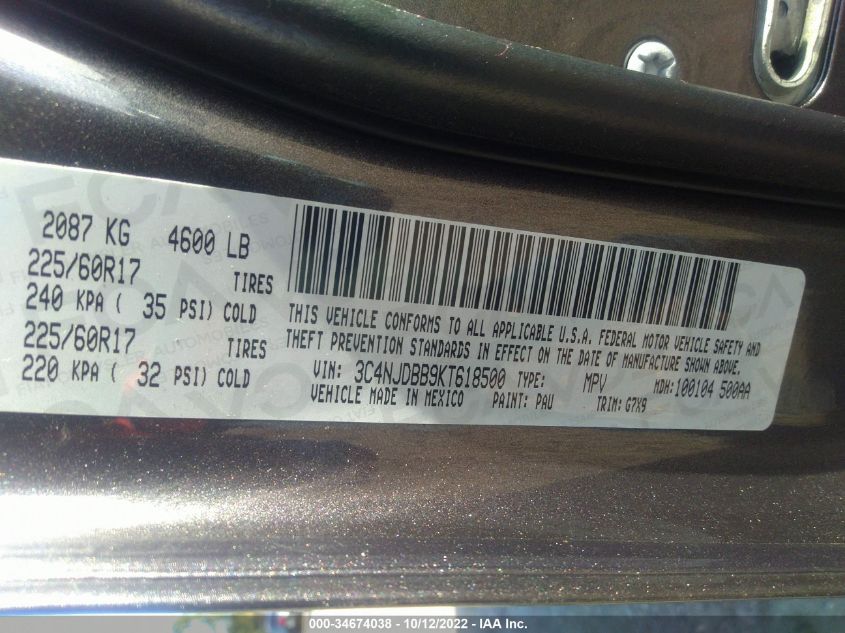 2087 KG 4600 LB
225/60R17 TIRES
240 KPA ( 35 PSI) COLD
225/60R17 TIRES
220 KPA ( 32 PSI) COLD
THIS VEHICLE CONFORMS TO ALL APPLICABLE U.S.A. FEDERAL MOTOR VEHICLE SAFETY AND
THEFT PREVENTION STANDARDS IN EFFECT ON THE DATE OF MANUFACTURE SHOWN ABOVE.
VIN: 3C4NJDBB9KT618500 TYPE: MPV MDH:100104 500AA
VEHICLE MADE IN MEXICO PAINT: PAU TRIM: G7X9
000-34674038 - 10/12/2022 - IAA Inc.